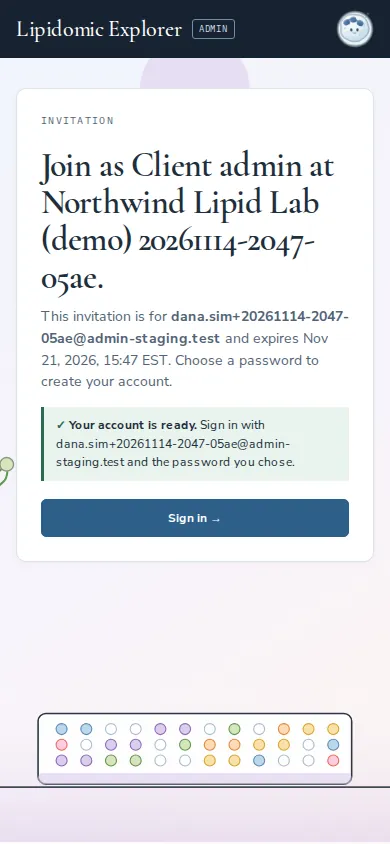 Lipidomic Explorer ADMIN
INVITATION
Join as Client admin at
Northwind Lipid Lab
(demo) 20261114-2047-
05ae.
This invitation is for dana.sim+20261114-2047-
05ae@admin-staging.test and expires Nov
21, 2026, 15:47 EST. Choose a password to
create your account.
✓ Your account is ready. Sign in with
dana.sim+20261114-2047-05ae@admin-
staging.test and the password you chose.
Sign in →